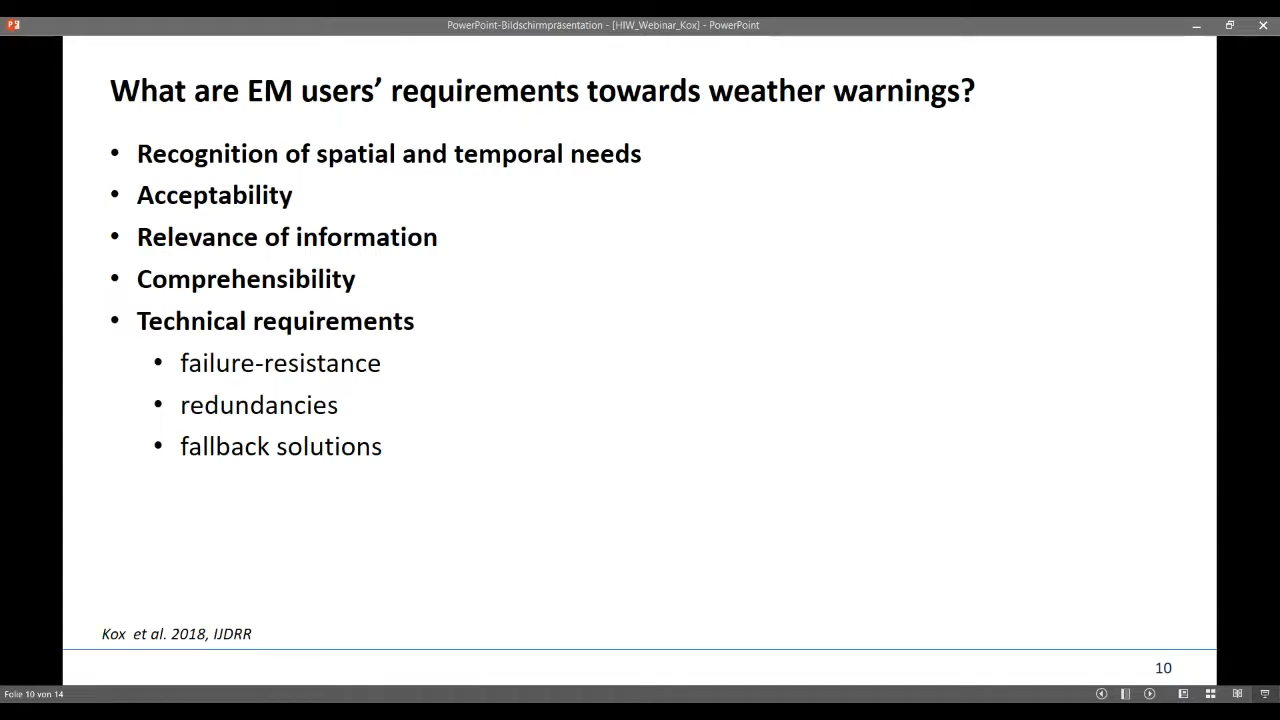 PowerPoint-Bildschirmpräsentation - [HIW_Webinar_Kox] - PowerPoint
What are EM users’ requirements towards weather warnings?
• Recognition of spatial and temporal needs
• Acceptability
• Relevance of information
• Comprehensibility
• Technical requirements
• failure-resistance
• redundancies
• fallback solutions
Kox et al. 2018, IJDRR
10
Folie 10 von 14